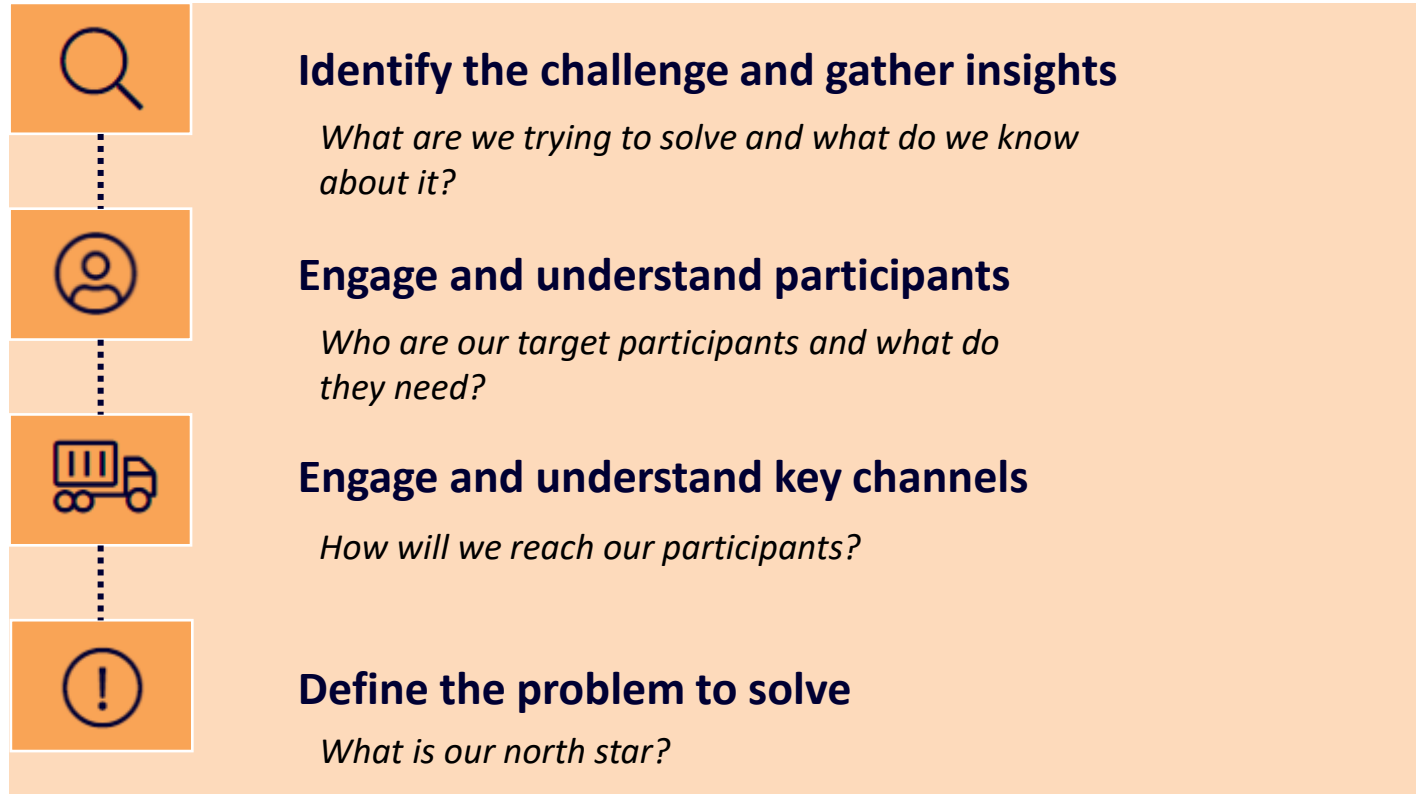 Identify the challenge and gather insights
What are we trying to solve and what do we know
about it?
Engage and understand participants
Who are our target participants and what do
they need?
Engage and understand key channels
How will we reach our participants?
Define the problem to solve
What is our north star?